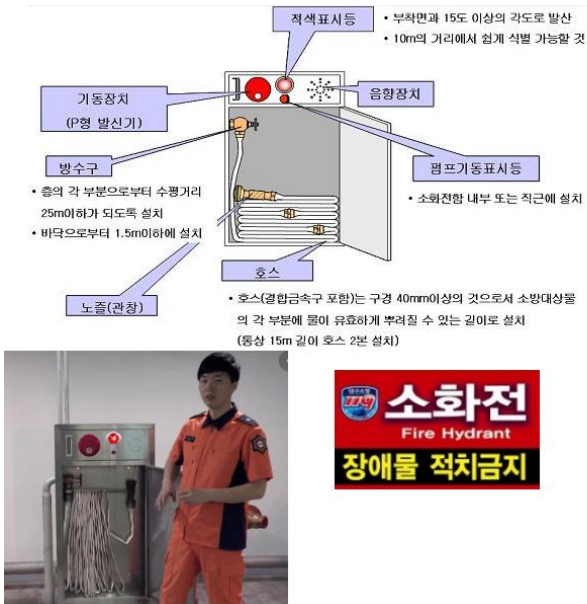 적색표시등
• 부착면과 15도 이상의 각도로 발산
• 10m의 거리에서 쉽게 식별 가능할 것
기동장치
(P형 발신기)
음향장치
방수구
• 층의 각 부분으로부터 수평거리
25m이하가 되도록 설치
• 바닥으로부터 1.5m이하에 설치
펌프기동표시등
• 소화전함 내부 또는 직근에 설치
호스
노즐(관창)
• 호스(결합금속구 포함)는 구경 40mm이상의 것으로서 소방대상물
의 각 부분에 물이 유효하게 뿌려질 수 있는 길이로 설치
(통상 15m 길이 호스 2본 설치)
119
소화전
Fire Hydrant
장애물 적치금지